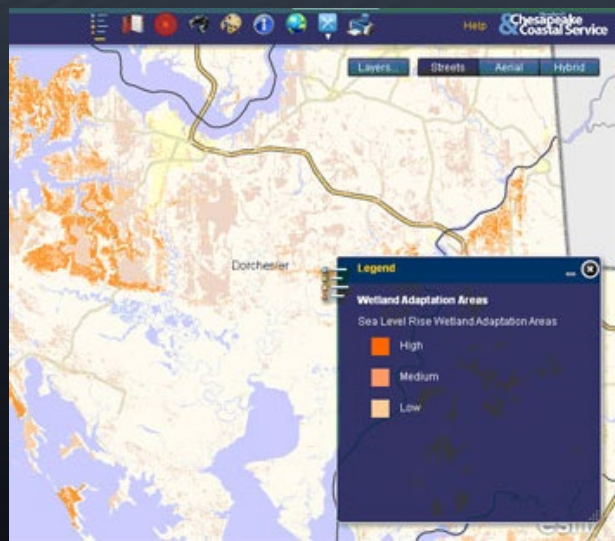 Help
Chesapeake
& Coastal Service
Layers...
Streets
Aerial
Hybrid
Dorchester
Legend
Wetland Adaptation Areas
Sea Level Rise Wetland Adaptation Areas
High
Medium
Low
esri